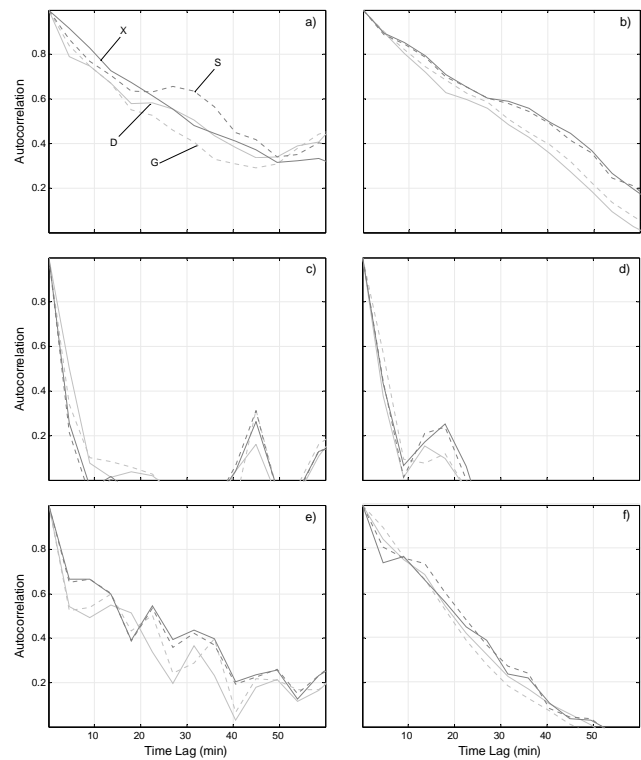 a)
X
S
D
G
Autocorrelation
0.8
0.6
0.4
0.2
b)
c)
Autocorrelation
0.8
0.6
0.4
0.2
d)
e)
Autocorrelation
0.8
0.6
0.4
0.2
10 20 30 40 50
Time Lag (min)
f)
10 20 30 40 50
Time Lag (min)